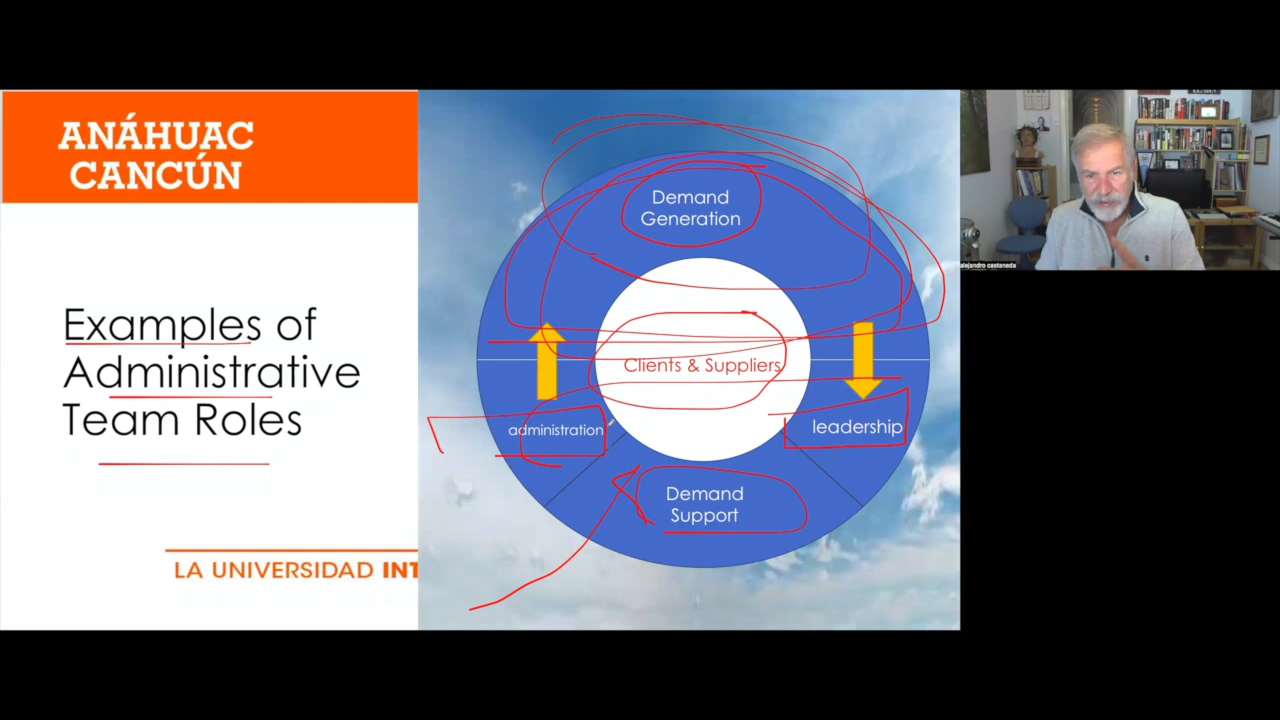 ANÁHUAC
CANCÚN
Examples of
Administrative
Team Roles
LA UNIVERSIDAD INT
Demand
Generation
Clients & Suppliers
administration
leadership
Demand
Support
alejandro castaneda